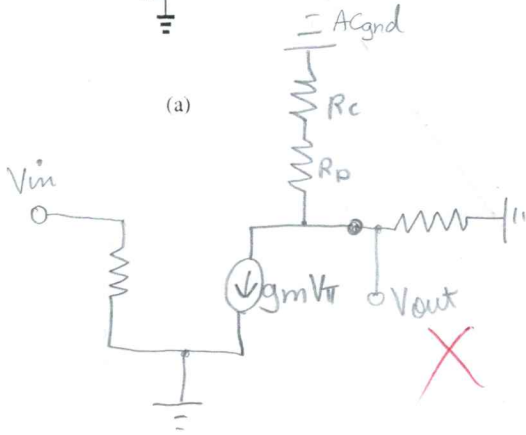 ACgnd
(a)
Rc
Rp
Vin
gmVπ
Vout